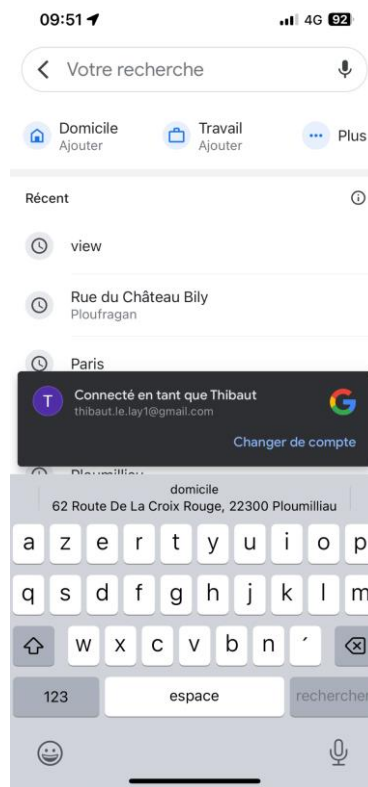 09:51
4G 92
Votre recherche
Domicile
Ajouter
Travail
Ajouter
Plus
Récent
view
Rue du Château Bily
Ploufragan
Paris
T
Connecté en tant que Thibaut
thibaut.le.lay1@gmail.com
Changer de compte
Ploumilliau
domicile
62 Route De La Croix Rouge, 22300 Ploumilliau
a z e r t y u i o p
q s d f g h j k l m
w x c v b n ´
123 espace rechercher